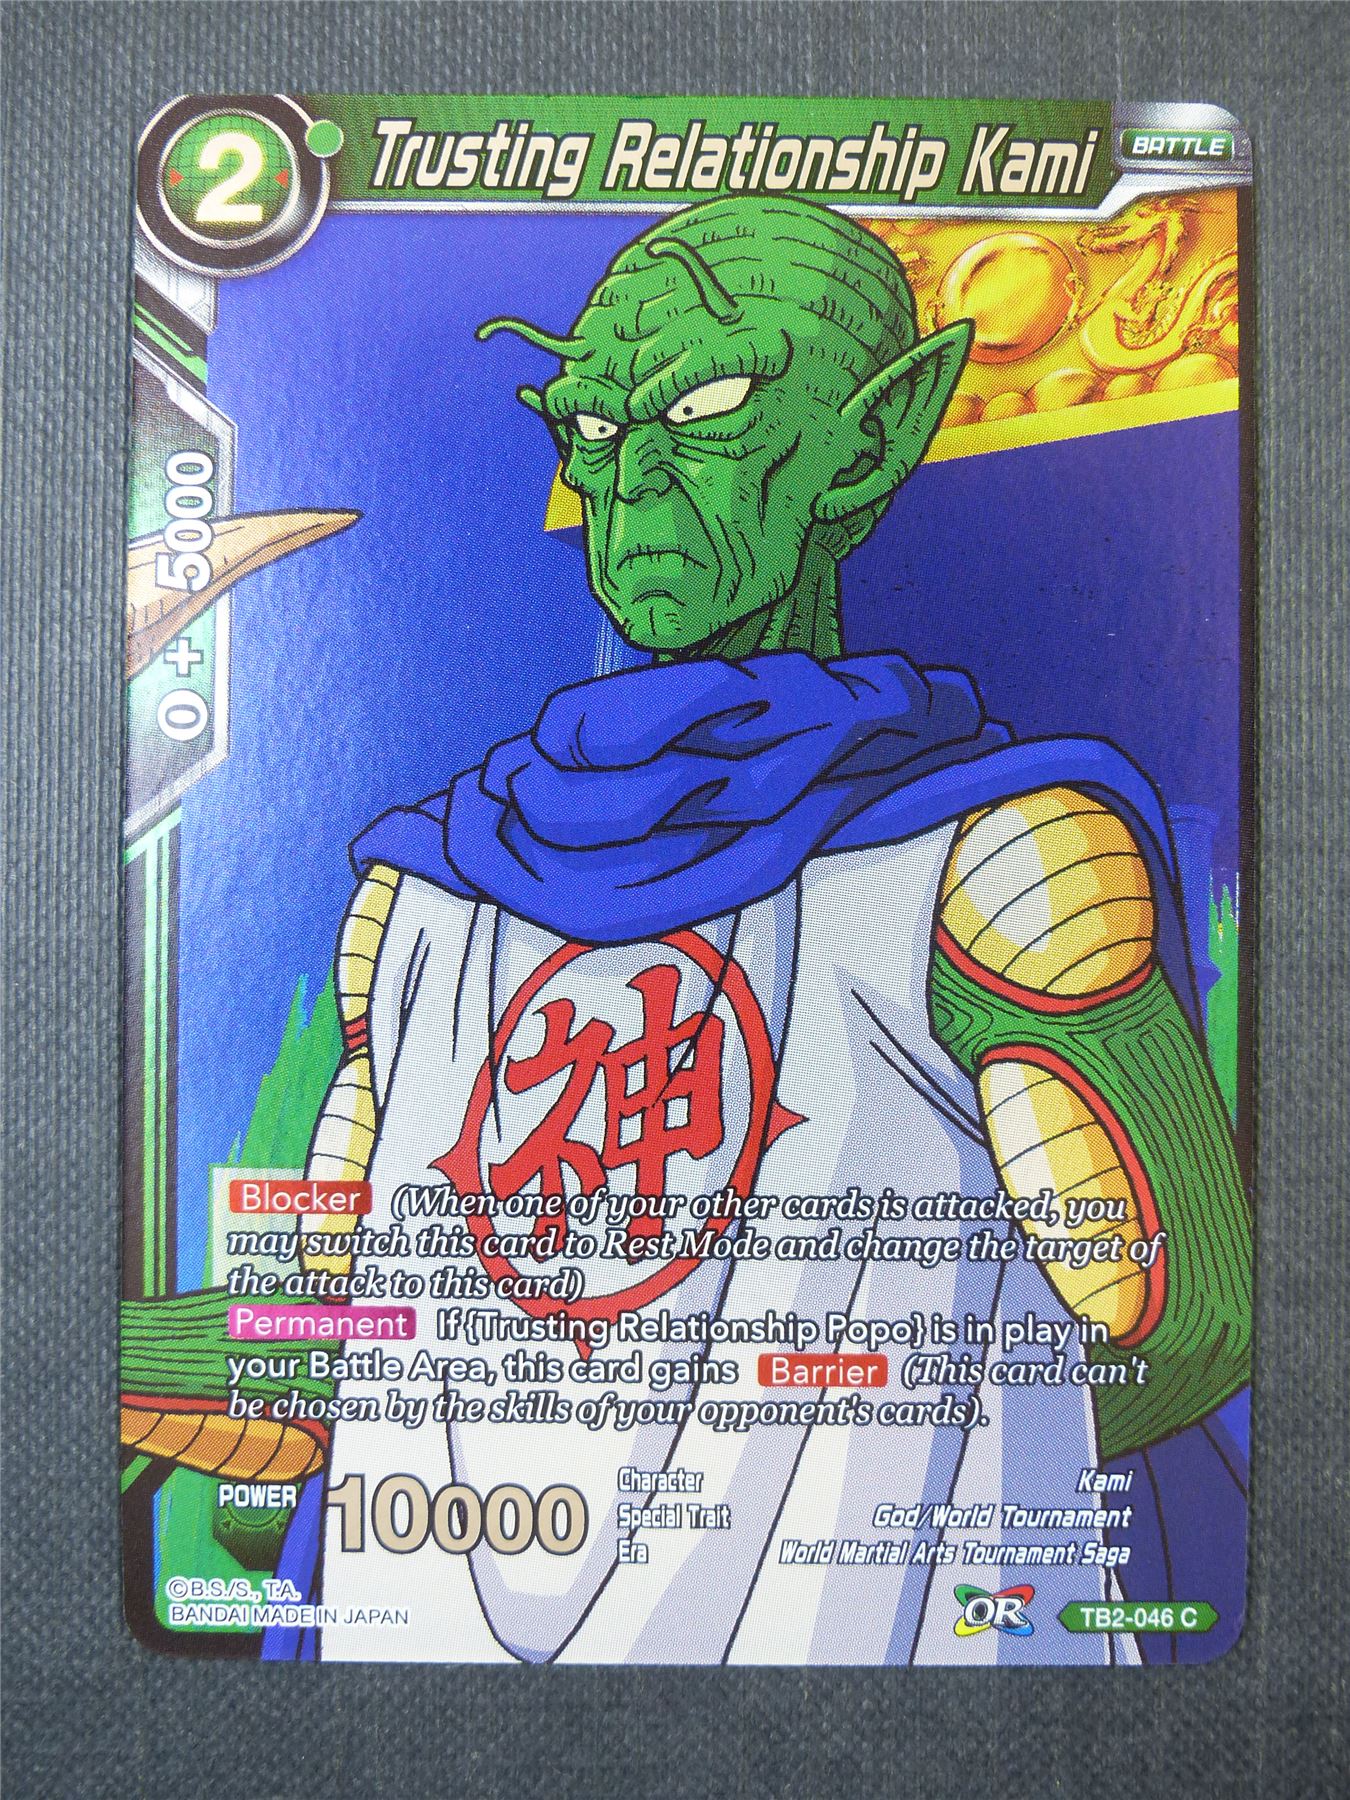 2
Trusting Relationship Kami
BATTLE
0 + 5000
神
Blocker (When one of your other cards is attacked, you
may switch this card to Rest Mode and change the target of
the attack to this card)
Permanent If {Trusting Relationship Popo} is in play in
your Battle Area, this card gains Barrier (This card can't
be chosen by the skills of your opponent's cards).
POWER 10000
Character Kami
Special Trait God/World Tournament
Era World Martial Arts Tournament Saga
©B.S./S., T.A.
BANDAI MADE IN JAPAN
OR
TB2-046 C